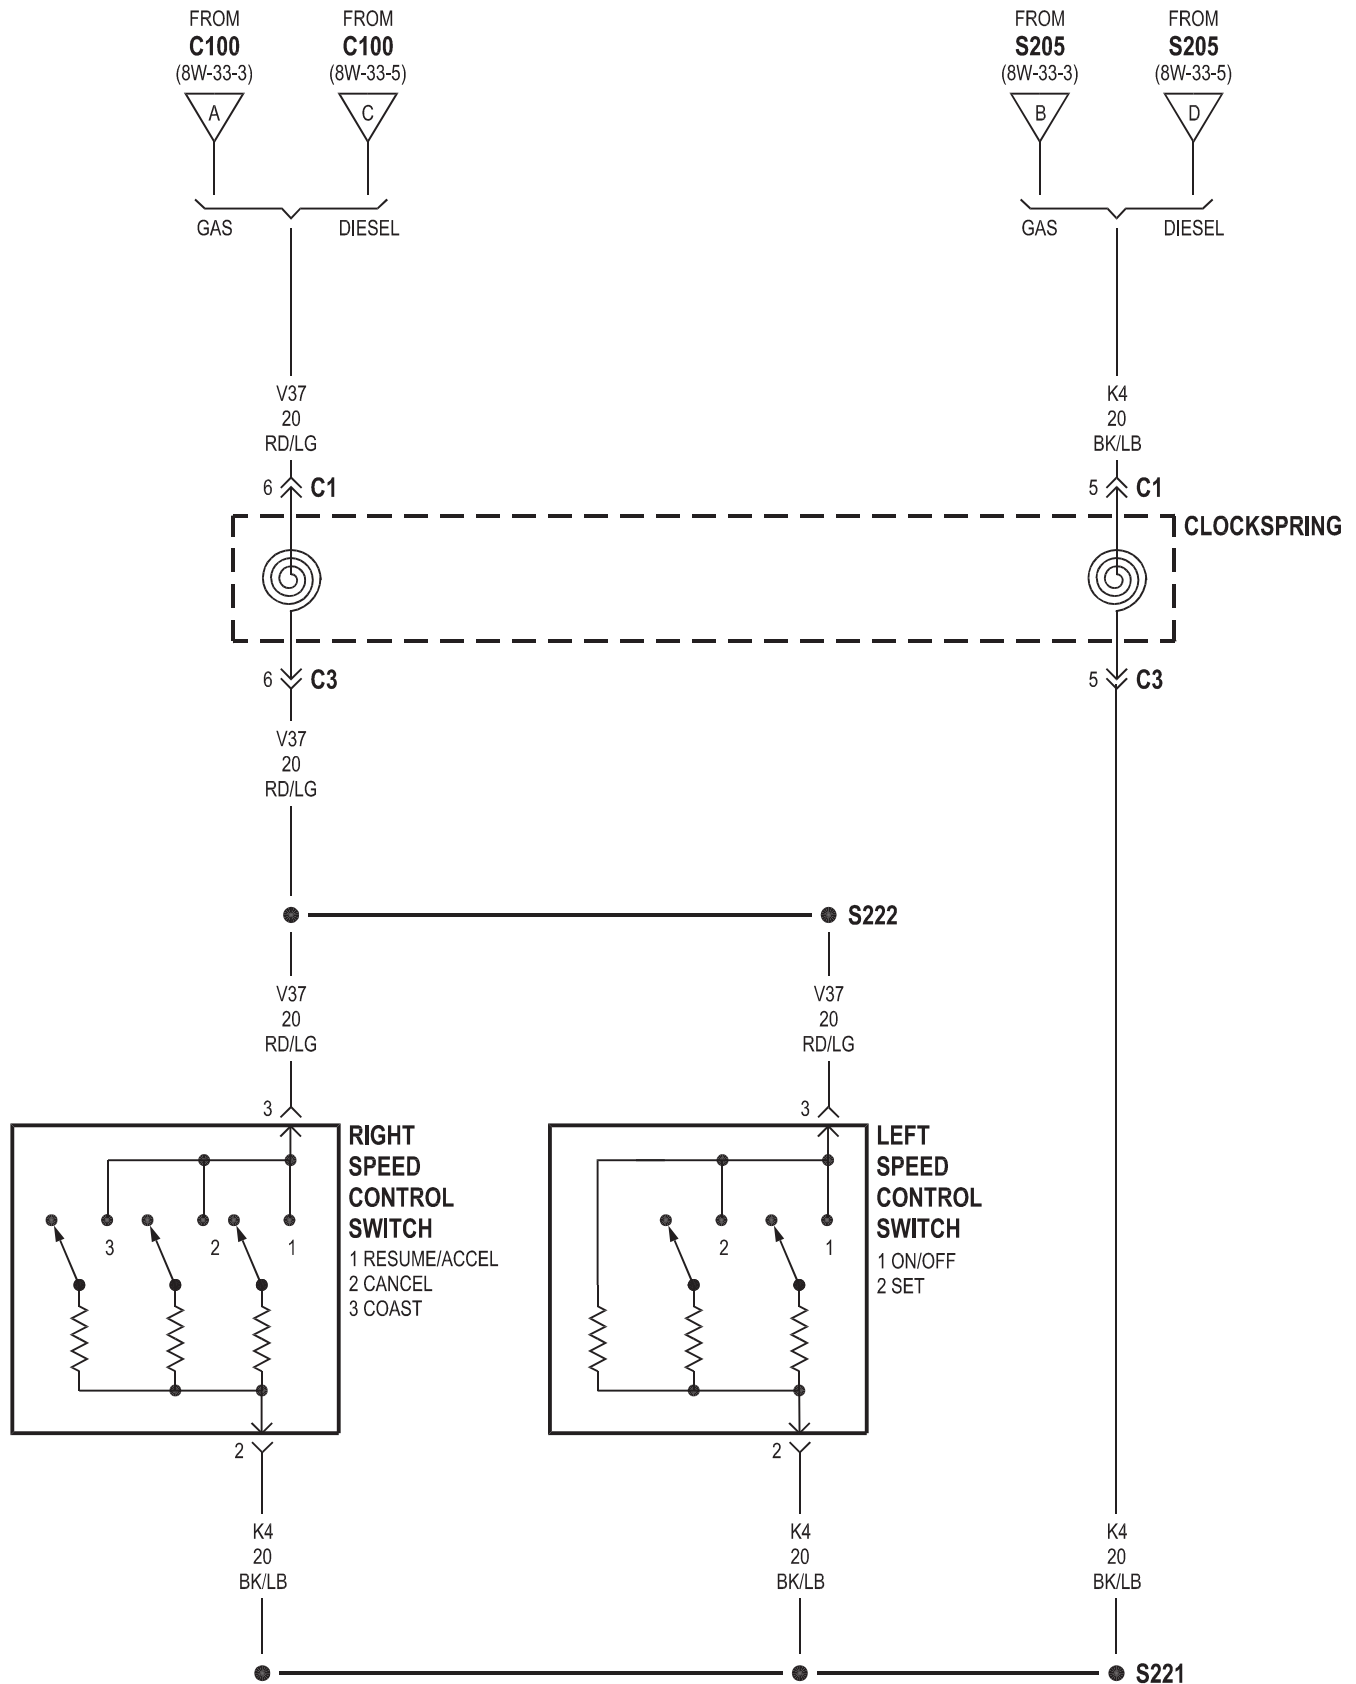 FROM
C100
(8W-33-3)
A
FROM
C100
(8W-33-5)
C
FROM
S205
(8W-33-3)
B
FROM
S205
(8W-33-5)
D
GAS
DIESEL
GAS
DIESEL
V37
20
RD/LG
K4
20
BK/LB
6
C1
5
C1
CLOCKSPRING
6
C3
5
C3
V37
20
RD/LG
S222
V37
20
RD/LG
V37
20
RD/LG
3
RIGHT
SPEED
CONTROL
SWITCH
1 RESUME/ACCEL
2 CANCEL
3 COAST
3
2
1
3
LEFT
SPEED
CONTROL
SWITCH
1 ON/OFF
2 SET
2
1
2
2
K4
20
BK/LB
K4
20
BK/LB
K4
20
BK/LB
S221